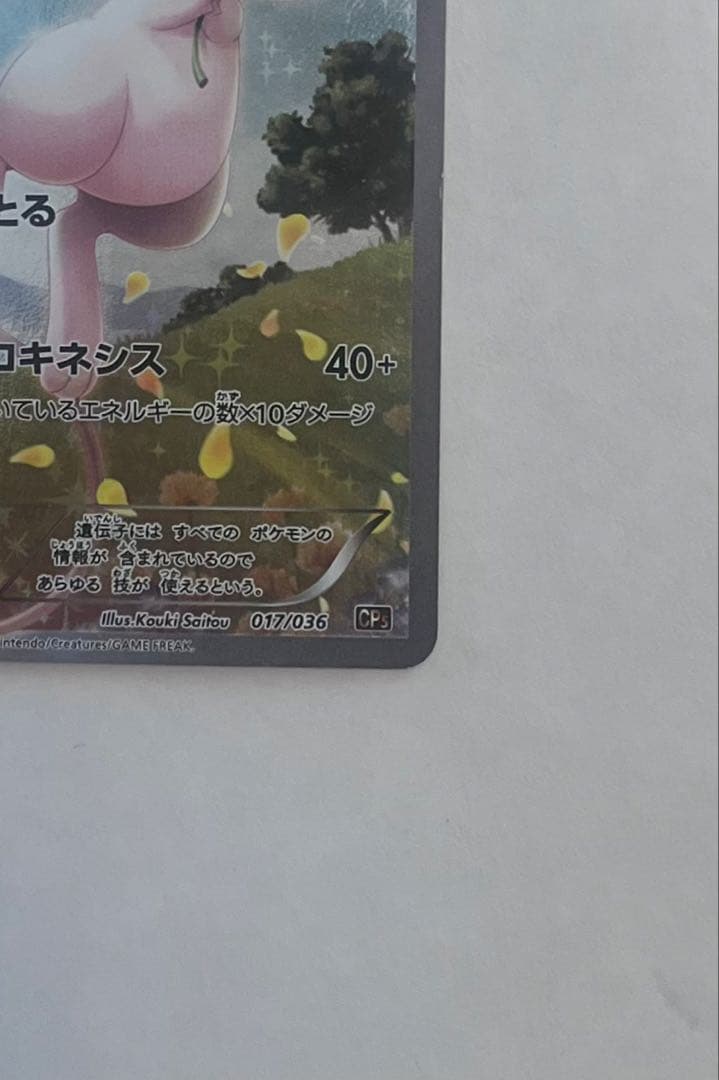 とる
ロキネシス 40+
いているエネルギーの数×10ダメージ
遺伝子には すべての ポケモンの
情報が 含まれているので
あらゆる 技が 使えるという。
Illus.Kouki Saitou 017/036 CP5
intendo/Creatures/GAME FREAK.